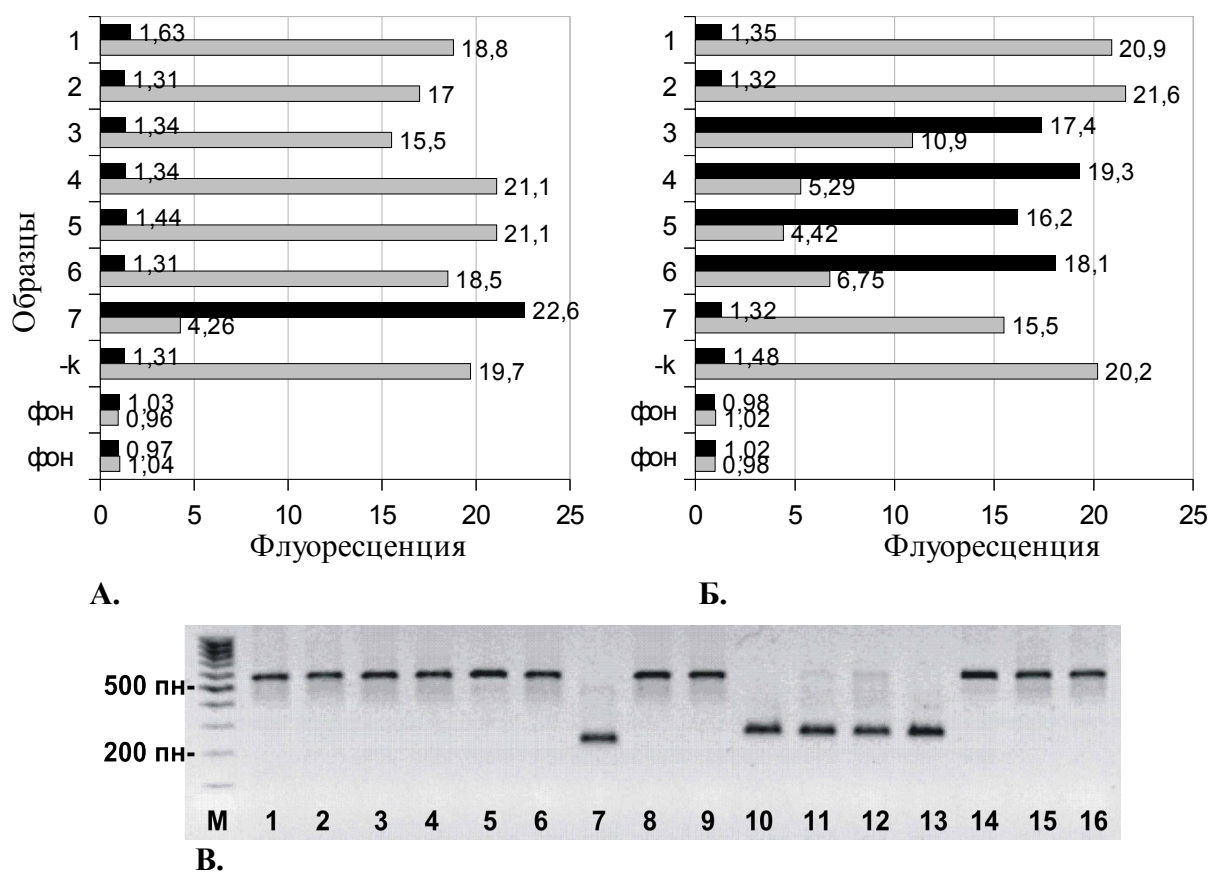 Образцы
1 1,63 18,8
2 1,31 17
3 1,34 15,5
4 1,34 21,1
5 1,44 21,1
6 1,31 18,5
7 22,6 4,26
-k 1,31 19,7
фон 1,03 0,96
фон 0,97 1,04
0 5 10 15 20 25
Флуоресценция
А.
1 1,35 20,9
2 1,32 21,6
3 17,4 10,9
4 19,3 5,29
5 16,2 4,42
6 18,1 6,75
7 1,32 15,5
-k 1,48 20,2
фон 0,98 1,02
фон 1,02 0,98
0 5 10 15 20 25
Флуоресценция
Б.
500 пн-
200 пн-
М 1 2 3 4 5 6 7 8 9 10 11 12 13 14 15 16
В.